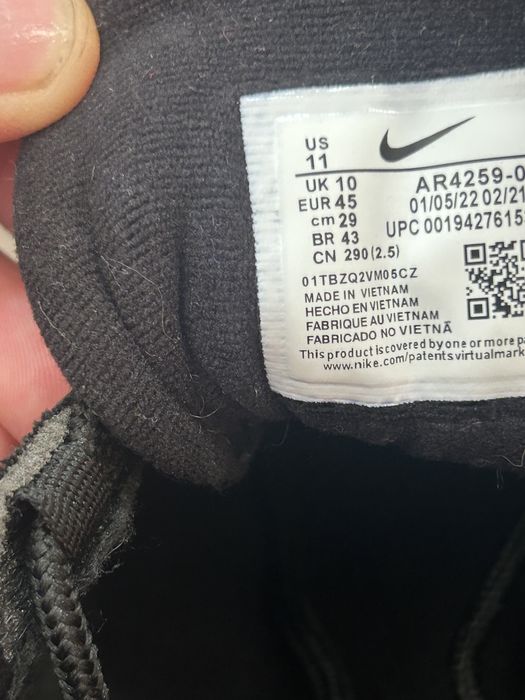 US
11
UK 10
EUR 45
cm 29
BR 43
CN 290 (2.5)
AR4259-0
01/05/22 02/21
UPC 0019427615
01TBZQ2VM05CZ
MADE IN VIETNAM
HECHO EN VIETNAM
FABRIQUE AU VIETNAM
FABRICADO NO VIETNÃ
This product is covered by one or more pa
www.nike.com/patents virtualmark